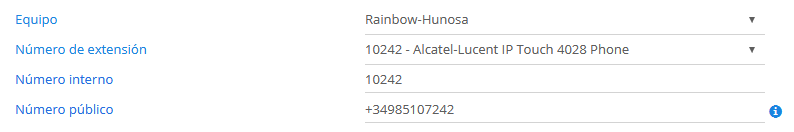 Equipo Rainbow-Hunosa
Número de extensión 10242 - Alcatel-Lucent IP Touch 4028 Phone
Número interno 10242
Número público +34985107242